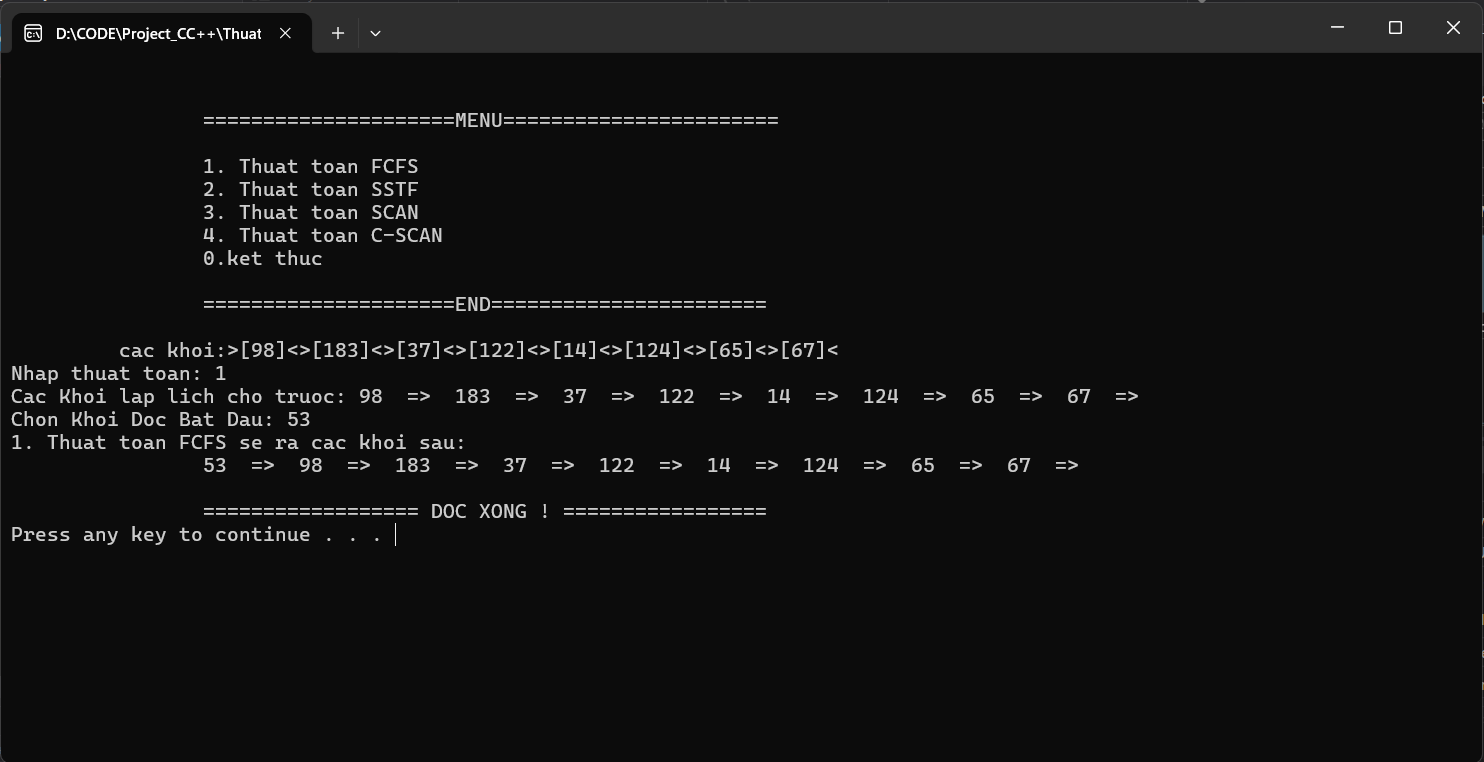 D:\CODE\Project_CC++\Thuat
=====================MENU=======================
1. Thuat toan FCFS
2. Thuat toan SSTF
3. Thuat toan SCAN
4. Thuat toan C-SCAN
0.ket thuc
=====================END=======================
cac khoi:>[98]<>[183]<>[37]<>[122]<>[14]<>[124]<>[65]<>[67]<
Nhap thuat toan: 1
Cac Khoi lap lich cho truoc: 98  =>  183  =>  37  =>  122  =>  14  =>  124  =>  65  =>  67  =>
Chon Khoi Doc Bat Dau: 53
1. Thuat toan FCFS se ra cac khoi sau:
53  =>  98  =>  183  =>  37  =>  122  =>  14  =>  124  =>  65  =>  67  =>
================== DOC XONG ! =================
Press any key to continue . . .